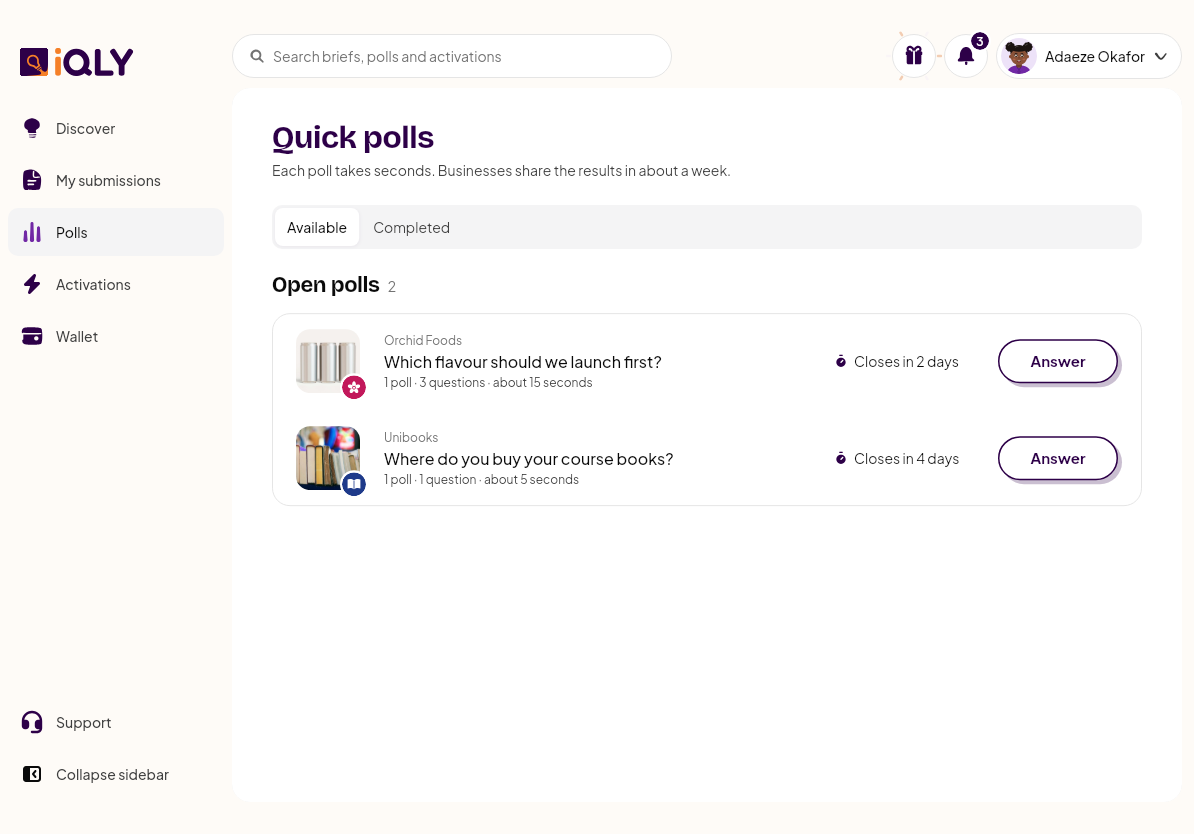 iQLY
Search briefs, polls and activations
3
Adaeze Okafor
Discover
My submissions
Polls
Activations
Wallet
Support
Collapse sidebar
Quick polls
Each poll takes seconds. Businesses share the results in about a week.
Available
Completed
Open polls 2
Orchid Foods
Which flavour should we launch first?
1 poll · 3 questions · about 15 seconds
Closes in 2 days
Answer
Unibooks
Where do you buy your course books?
1 poll · 1 question · about 5 seconds
Closes in 4 days
Answer